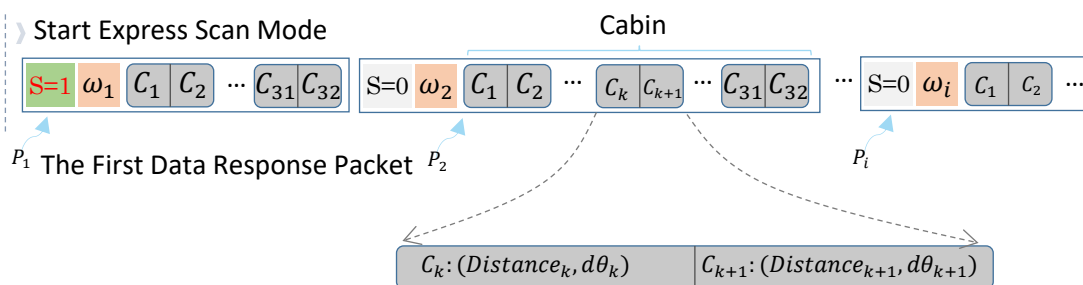 Start Express Scan Mode
Cabin
S=1 ω₁ C₁ C₂ ... C₃₁ C₃₂ S=0 ω₂ C₁ C₂ ... Cₖ Cₖ₊₁ ... C₃₁ C₃₂ ... S=0 ωᵢ C₁ C₂ ...
P₁ The First Data Response Packet P₂ Pᵢ
Cₖ: (Distanceₖ, dθₖ) Cₖ₊₁: (Distanceₖ₊₁, dθₖ₊₁)